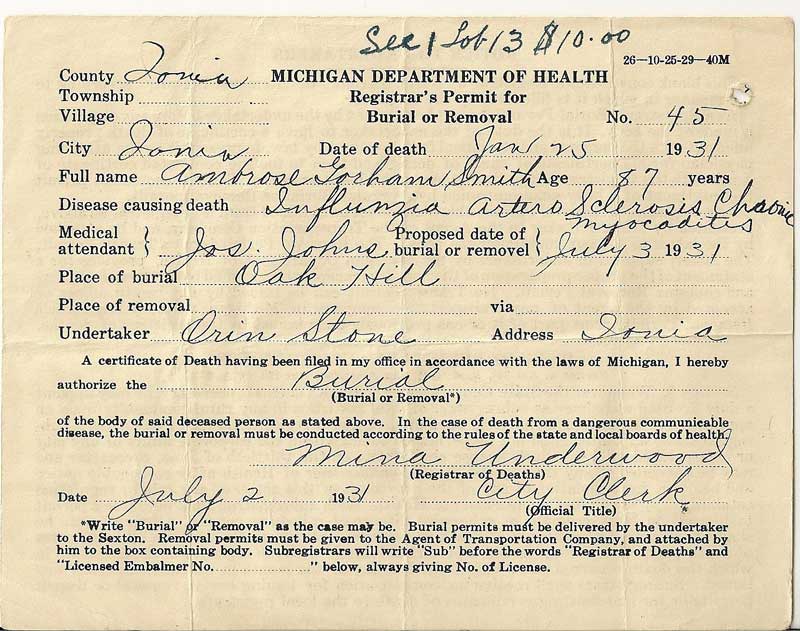 Sec 1 Lot 13 $10.00
26—10-25-29—40M
County Ionia MICHIGAN DEPARTMENT OF HEALTH
Township Registrar's Permit for
Village Burial or Removal No. 45
City Ionia Date of death Jan 25 1931
Full name Ambrose Gorham Smith Age 87 years
Disease causing death Influnzia Artero Sclerosis Chronic
myocadites
Medical attendant } Jos. Johns Proposed date of burial or removel { July 3 1931
Place of burial Oak Hill
Place of removal via
Undertaker Orin Stone Address Ionia
A certificate of Death having been filed in my office in accordance with the laws of Michigan, I hereby
authorize the Burial
(Burial or Removal*)
of the body of said deceased person as stated above. In the case of death from a dangerous communicable
disease, the burial or removal must be conducted according to the rules of the state and local boards of health.
Mina Underwood
(Registrar of Deaths)
Date July 2 1931 City Clerk *
(Official Title)
*Write "Burial" or "Removal" as the case may be. Burial permits must be delivered by the undertaker
to the Sexton. Removal permits must be given to the Agent of Transportation Company, and attached by
him to the box containing body. Subregistrars will write "Sub" before the words "Registrar of Deaths" and
"Licensed Embalmer No. " below, always giving No. of License.